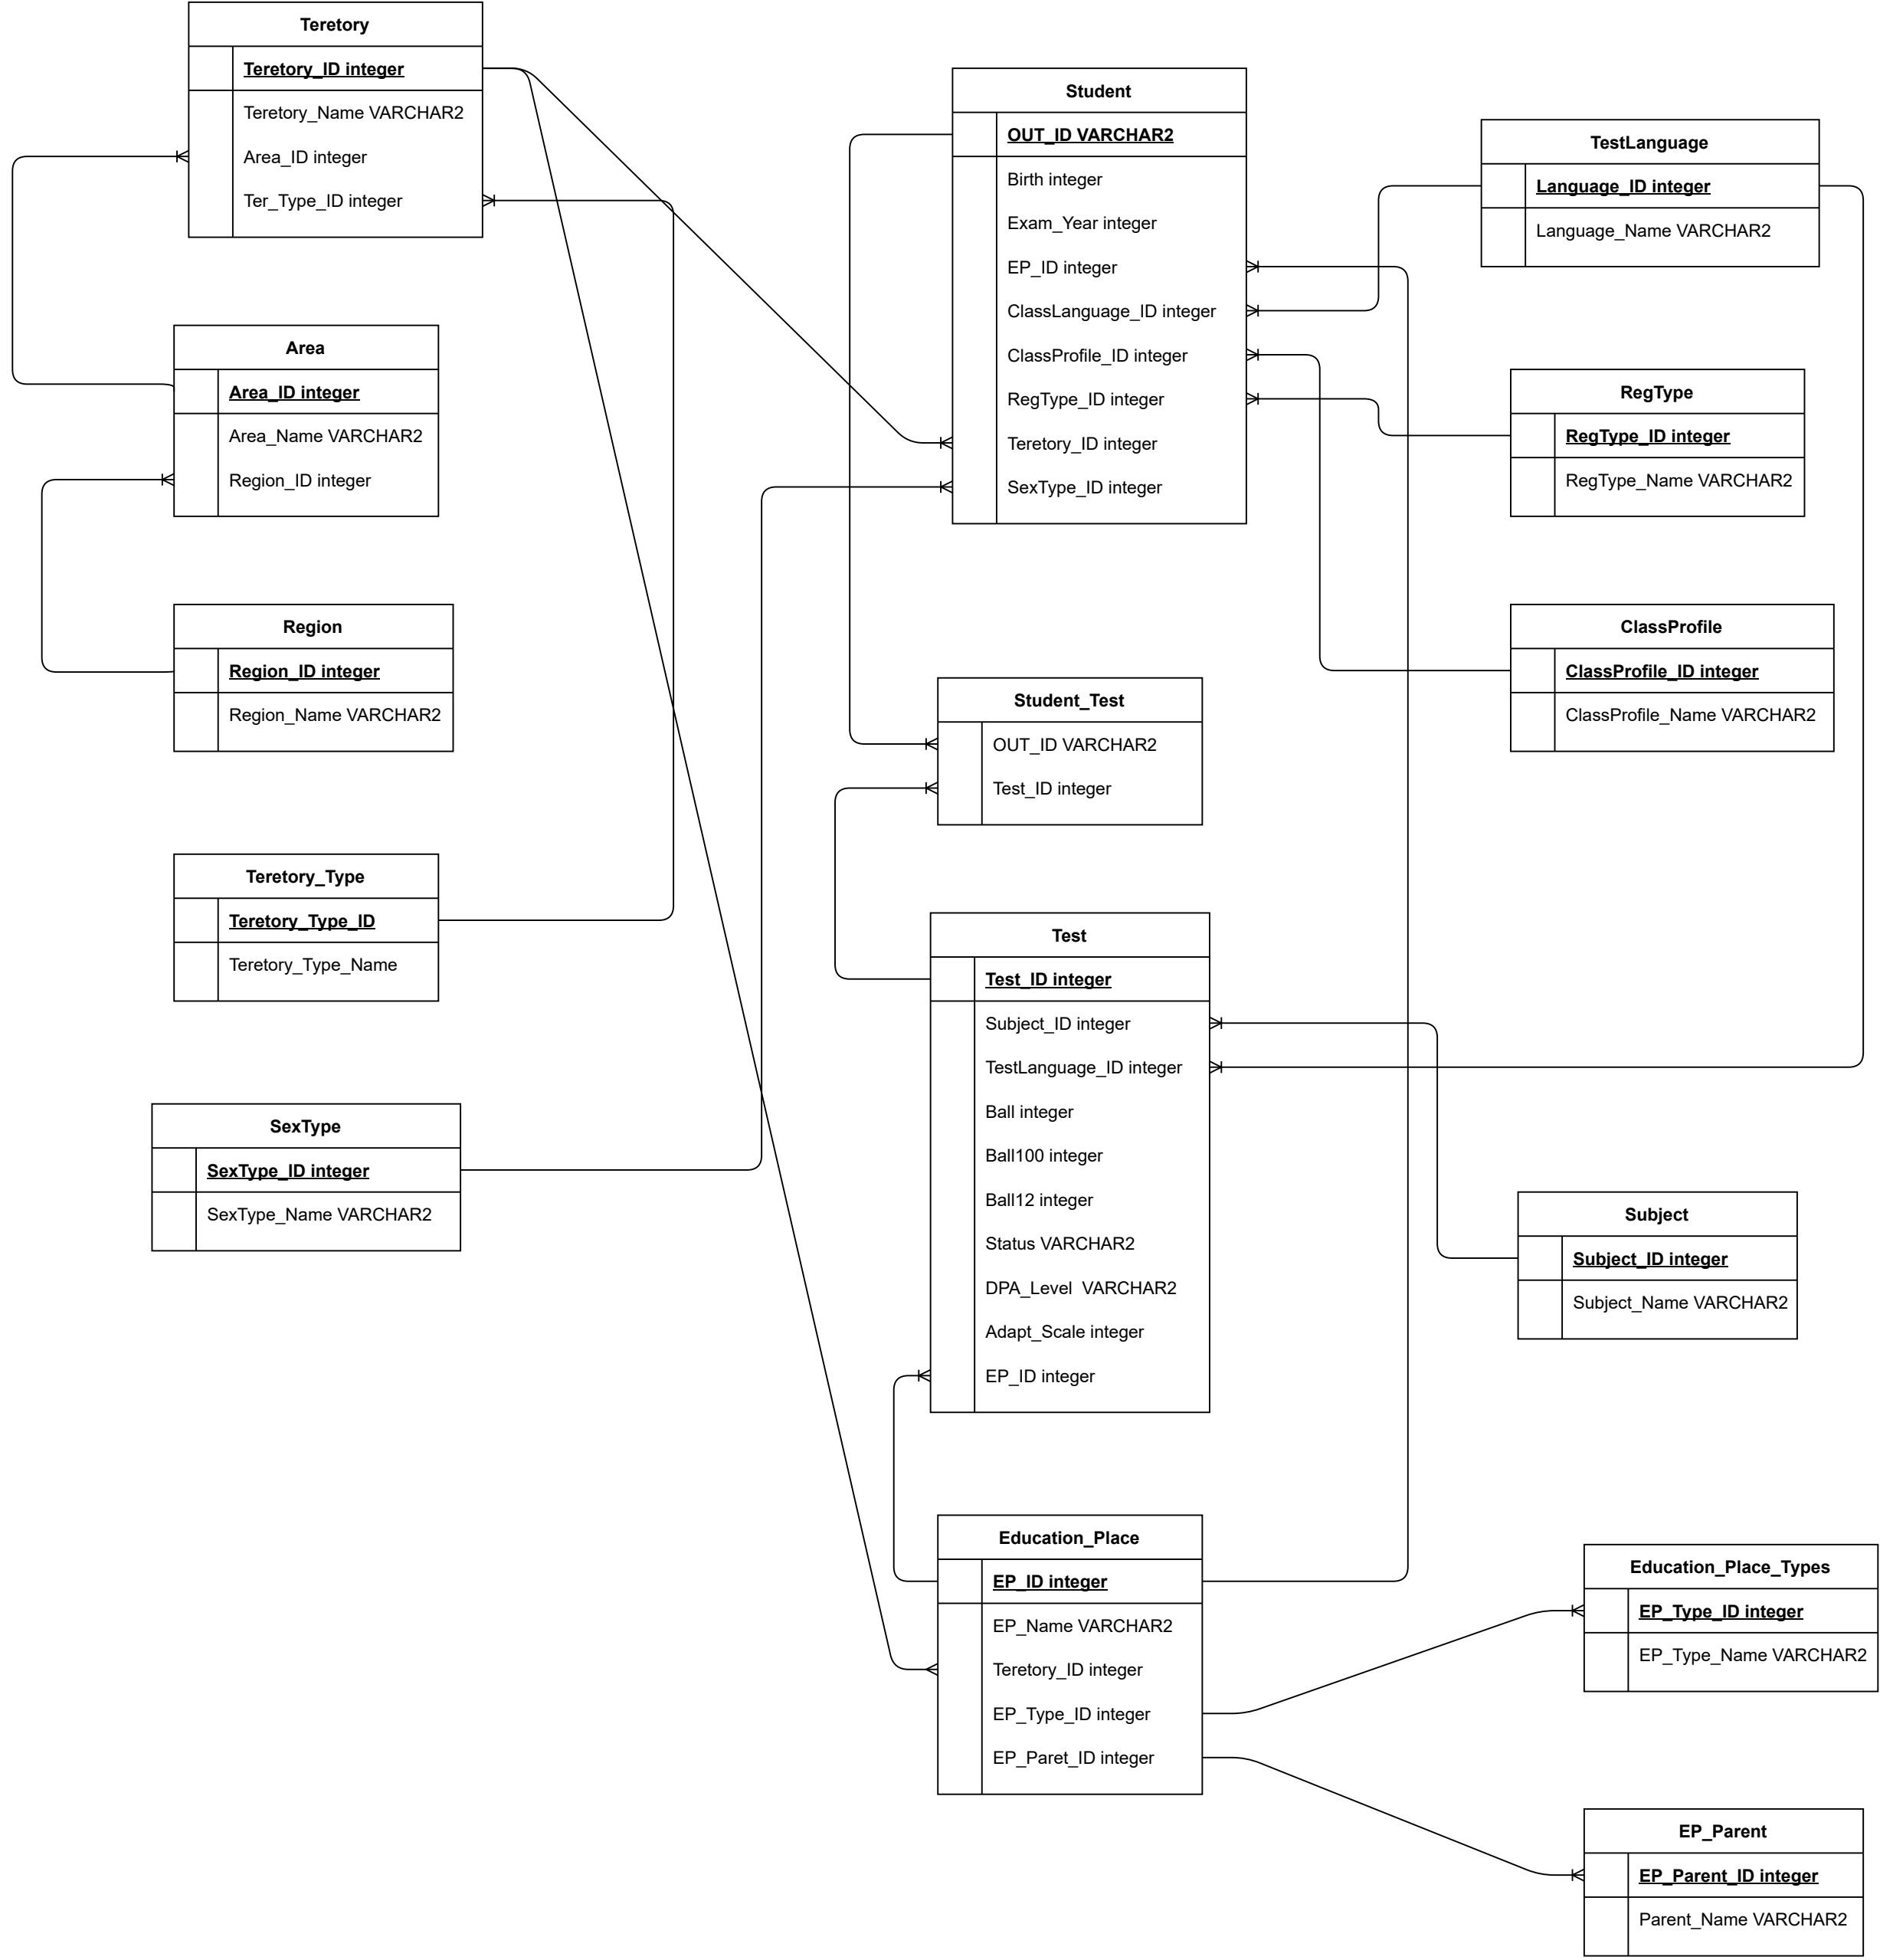 Teretory
Teretory_ID integer
Teretory_Name VARCHAR2
Area_ID integer
Ter_Type_ID integer
Area
Area_ID integer
Area_Name VARCHAR2
Region_ID integer
Region
Region_ID integer
Region_Name VARCHAR2
Teretory_Type
Teretory_Type_ID
Teretory_Type_Name
SexType
SexType_ID integer
SexType_Name VARCHAR2
Student
OUT_ID VARCHAR2
Birth integer
Exam_Year integer
EP_ID integer
ClassLanguage_ID integer
ClassProfile_ID integer
RegType_ID integer
Teretory_ID integer
SexType_ID integer
Student_Test
OUT_ID VARCHAR2
Test_ID integer
Test
Test_ID integer
Subject_ID integer
TestLanguage_ID integer
Ball integer
Ball100 integer
Ball12 integer
Status VARCHAR2
DPA_Level  VARCHAR2
Adapt_Scale integer
EP_ID integer
Education_Place
EP_ID integer
EP_Name VARCHAR2
Teretory_ID integer
EP_Type_ID integer
EP_Paret_ID integer
TestLanguage
Language_ID integer
Language_Name VARCHAR2
RegType
RegType_ID integer
RegType_Name VARCHAR2
ClassProfile
ClassProfile_ID integer
ClassProfile_Name VARCHAR2
Subject
Subject_ID integer
Subject_Name VARCHAR2
Education_Place_Types
EP_Type_ID integer
EP_Type_Name VARCHAR2
EP_Parent
EP_Parent_ID integer
Parent_Name VARCHAR2